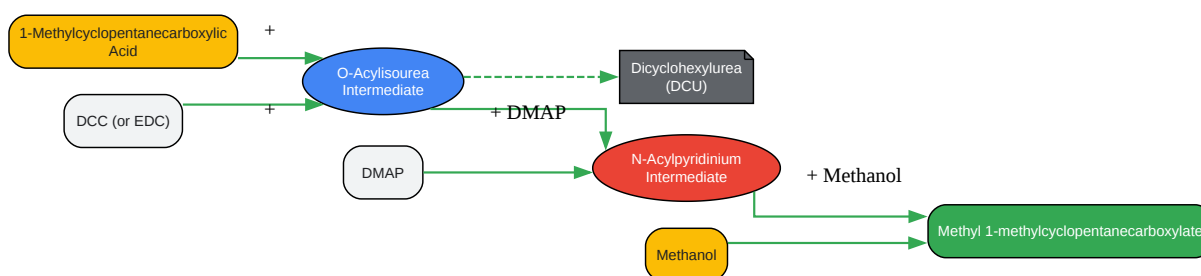 1-Methylcyclopentanecarboxylic
Acid
+
O-Acylisourea
Intermediate
Dicyclohexylurea
(DCU)
DCC (or EDC)
+
+ DMAP
DMAP
N-Acylpyridinium
Intermediate
+ Methanol
Methanol
Methyl 1-methylcyclopentanecarboxylate